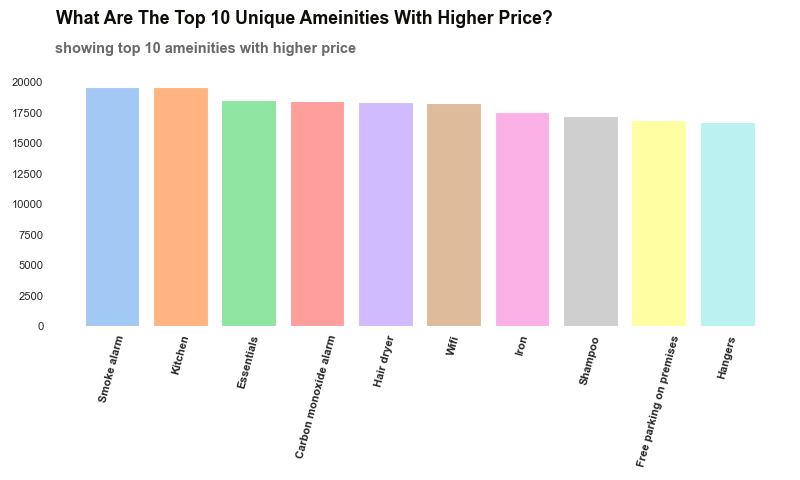 What Are The Top 10 Unique Ameinities With Higher Price?
showing top 10 ameinities with higher price
20000
17500
15000
12500
10000
7500
5000
2500
0
Smoke alarm
Kitchen
Essentials
Carbon monoxide alarm
Hair dryer
Wifi
Iron
Shampoo
Free parking on premises
Hangers